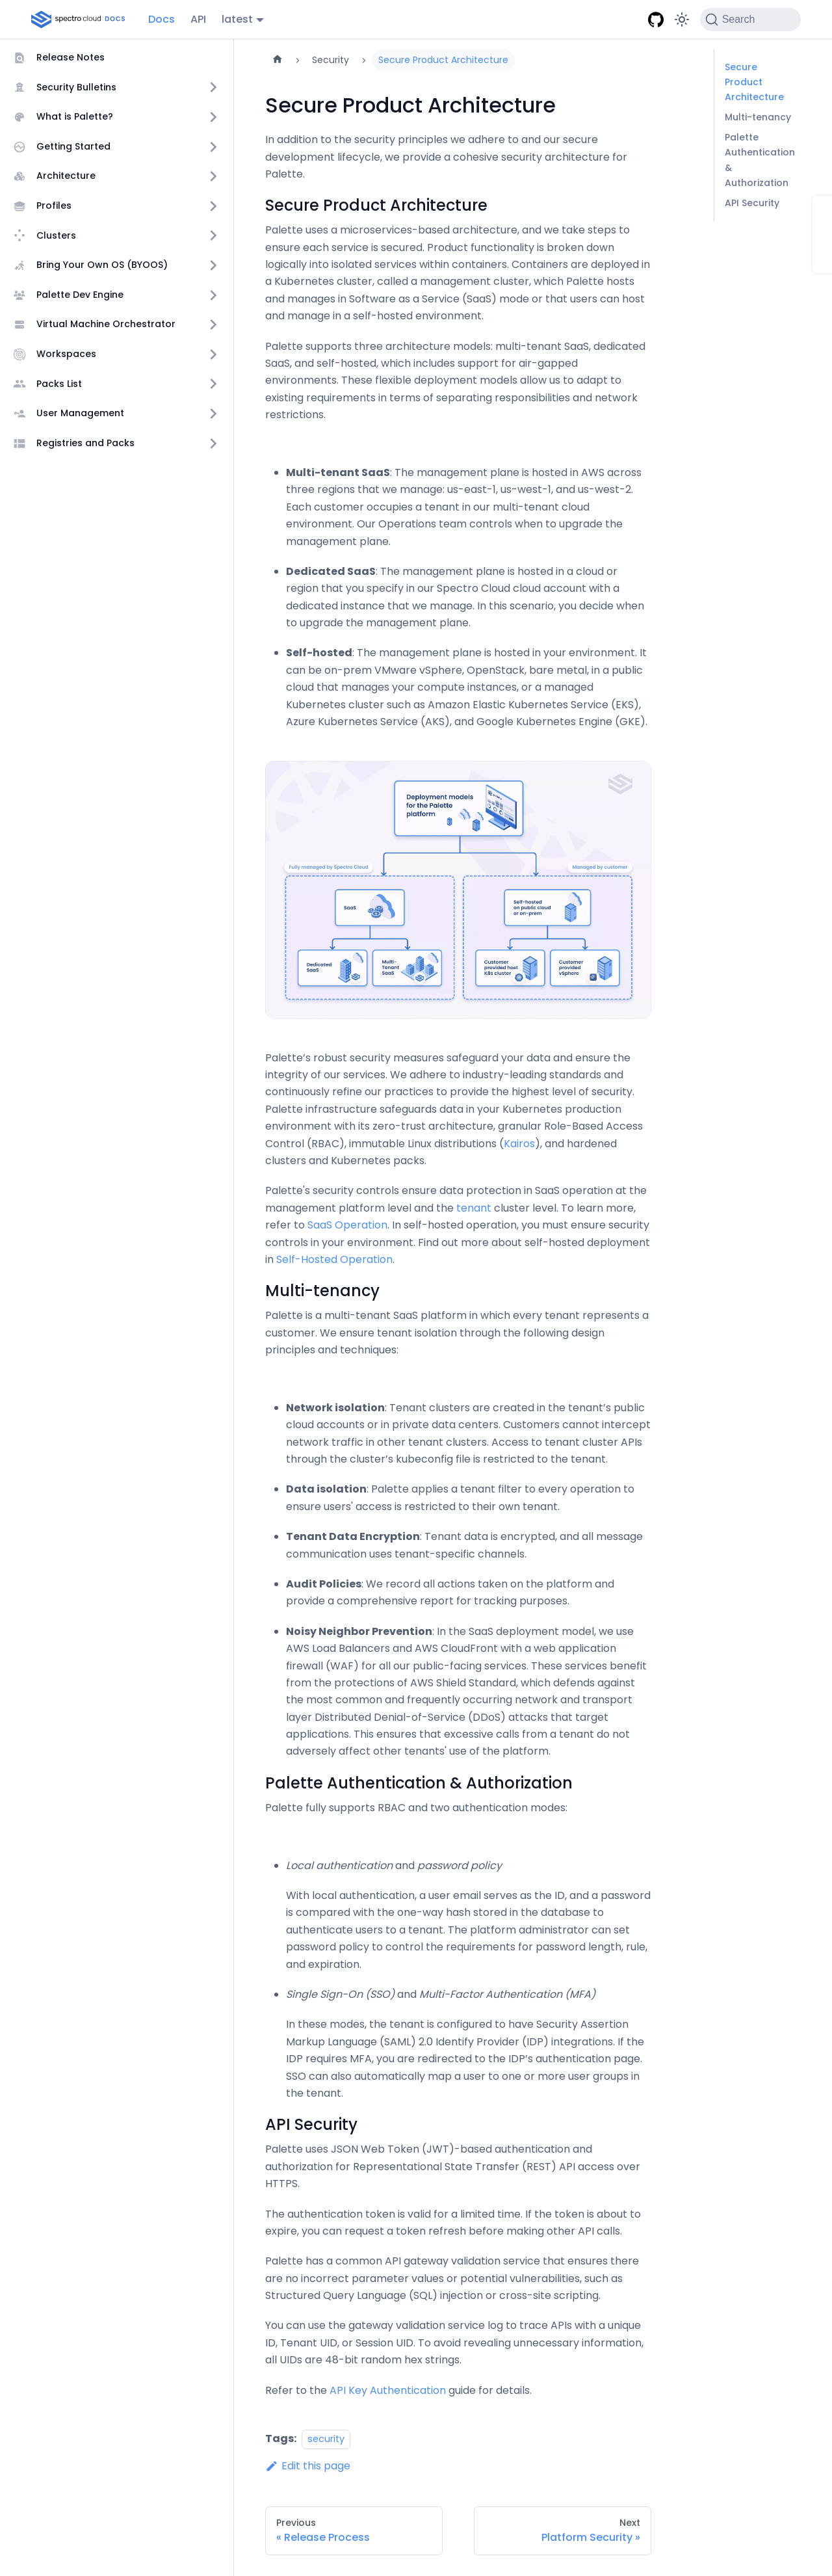 spectro cloud DOCS
Docs
API
latest
Search
Release Notes
Security Bulletins
What is Palette?
Getting Started
Architecture
Profiles
Clusters
Bring Your Own OS (BYOOS)
Palette Dev Engine
Virtual Machine Orchestrator
Workspaces
Packs List
User Management
Registries and Packs
Security
Secure Product Architecture
Secure Product Architecture
In addition to the security principles we adhere to and our secure
development lifecycle, we provide a cohesive security architecture for
Palette.
Secure Product Architecture
Palette uses a microservices-based architecture, and we take steps to
ensure each service is secured. Product functionality is broken down
logically into isolated services within containers. Containers are deployed in
a Kubernetes cluster, called a management cluster, which Palette hosts
and manages in Software as a Service (SaaS) mode or that users can host
and manage in a self-hosted environment.
Palette supports three architecture models: multi-tenant SaaS, dedicated
SaaS, and self-hosted, which includes support for air-gapped
environments. These flexible deployment models allow us to adapt to
existing requirements in terms of separating responsibilities and network
restrictions.
Multi-tenant SaaS: The management plane is hosted in AWS across
three regions that we manage: us-east-1, us-west-1, and us-west-2.
Each customer occupies a tenant in our multi-tenant cloud
environment. Our Operations team controls when to upgrade the
management plane.
Dedicated SaaS: The management plane is hosted in a cloud or
region that you specify in our Spectro Cloud cloud account with a
dedicated instance that we manage. In this scenario, you decide when
to upgrade the management plane.
Self-hosted: The management plane is hosted in your environment. It
can be on-prem VMware vSphere, OpenStack, bare metal, in a public
cloud that manages your compute instances, or a managed
Kubernetes cluster such as Amazon Elastic Kubernetes Service (EKS),
Azure Kubernetes Service (AKS), and Google Kubernetes Engine (GKE).
Deployment models
for the Palette
platform
Fully managed by Spectro Cloud
Managed by customer
SaaS
Self-hosted
on public cloud
or on-prem
Dedicated
SaaS
Multi-
Tenant
SaaS
Customer
provided host
K8s cluster
Customer
provided
vSphere
Palette’s robust security measures safeguard your data and ensure the
integrity of our services. We adhere to industry-leading standards and
continuously refine our practices to provide the highest level of security.
Palette infrastructure safeguards data in your Kubernetes production
environment with its zero-trust architecture, granular Role-Based Access
Control (RBAC), immutable Linux distributions (Kairos), and hardened
clusters and Kubernetes packs.
Palette's security controls ensure data protection in SaaS operation at the
management platform level and the tenant cluster level. To learn more,
refer to SaaS Operation. In self-hosted operation, you must ensure security
controls in your environment. Find out more about self-hosted deployment
in Self-Hosted Operation.
Multi-tenancy
Palette is a multi-tenant SaaS platform in which every tenant represents a
customer. We ensure tenant isolation through the following design
principles and techniques:
Network isolation: Tenant clusters are created in the tenant’s public
cloud accounts or in private data centers. Customers cannot intercept
network traffic in other tenant clusters. Access to tenant cluster APIs
through the cluster’s kubeconfig file is restricted to the tenant.
Data isolation: Palette applies a tenant filter to every operation to
ensure users' access is restricted to their own tenant.
Tenant Data Encryption: Tenant data is encrypted, and all message
communication uses tenant-specific channels.
Audit Policies: We record all actions taken on the platform and
provide a comprehensive report for tracking purposes.
Noisy Neighbor Prevention: In the SaaS deployment model, we use
AWS Load Balancers and AWS CloudFront with a web application
firewall (WAF) for all our public-facing services. These services benefit
from the protections of AWS Shield Standard, which defends against
the most common and frequently occurring network and transport
layer Distributed Denial-of-Service (DDoS) attacks that target
applications. This ensures that excessive calls from a tenant do not
adversely affect other tenants' use of the platform.
Palette Authentication & Authorization
Palette fully supports RBAC and two authentication modes:
Local authentication and password policy
With local authentication, a user email serves as the ID, and a password
is compared with the one-way hash stored in the database to
authenticate users to a tenant. The platform administrator can set
password policy to control the requirements for password length, rule,
and expiration.
Single Sign-On (SSO) and Multi-Factor Authentication (MFA)
In these modes, the tenant is configured to have Security Assertion
Markup Language (SAML) 2.0 Identify Provider (IDP) integrations. If the
IDP requires MFA, you are redirected to the IDP’s authentication page.
SSO can also automatically map a user to one or more user groups in
the tenant.
API Security
Palette uses JSON Web Token (JWT)-based authentication and
authorization for Representational State Transfer (REST) API access over
HTTPS.
The authentication token is valid for a limited time. If the token is about to
expire, you can request a token refresh before making other API calls.
Palette has a common API gateway validation service that ensures there
are no incorrect parameter values or potential vulnerabilities, such as
Structured Query Language (SQL) injection or cross-site scripting.
You can use the gateway validation service log to trace APIs with a unique
ID, Tenant UID, or Session UID. To avoid revealing unnecessary information,
all UIDs are 48-bit random hex strings.
Refer to the API Key Authentication guide for details.
Tags: security
Edit this page
Previous
« Release Process
Next
Platform Security »
Secure
Product
Architecture
Multi-tenancy
Palette
Authentication
&
Authorization
API Security